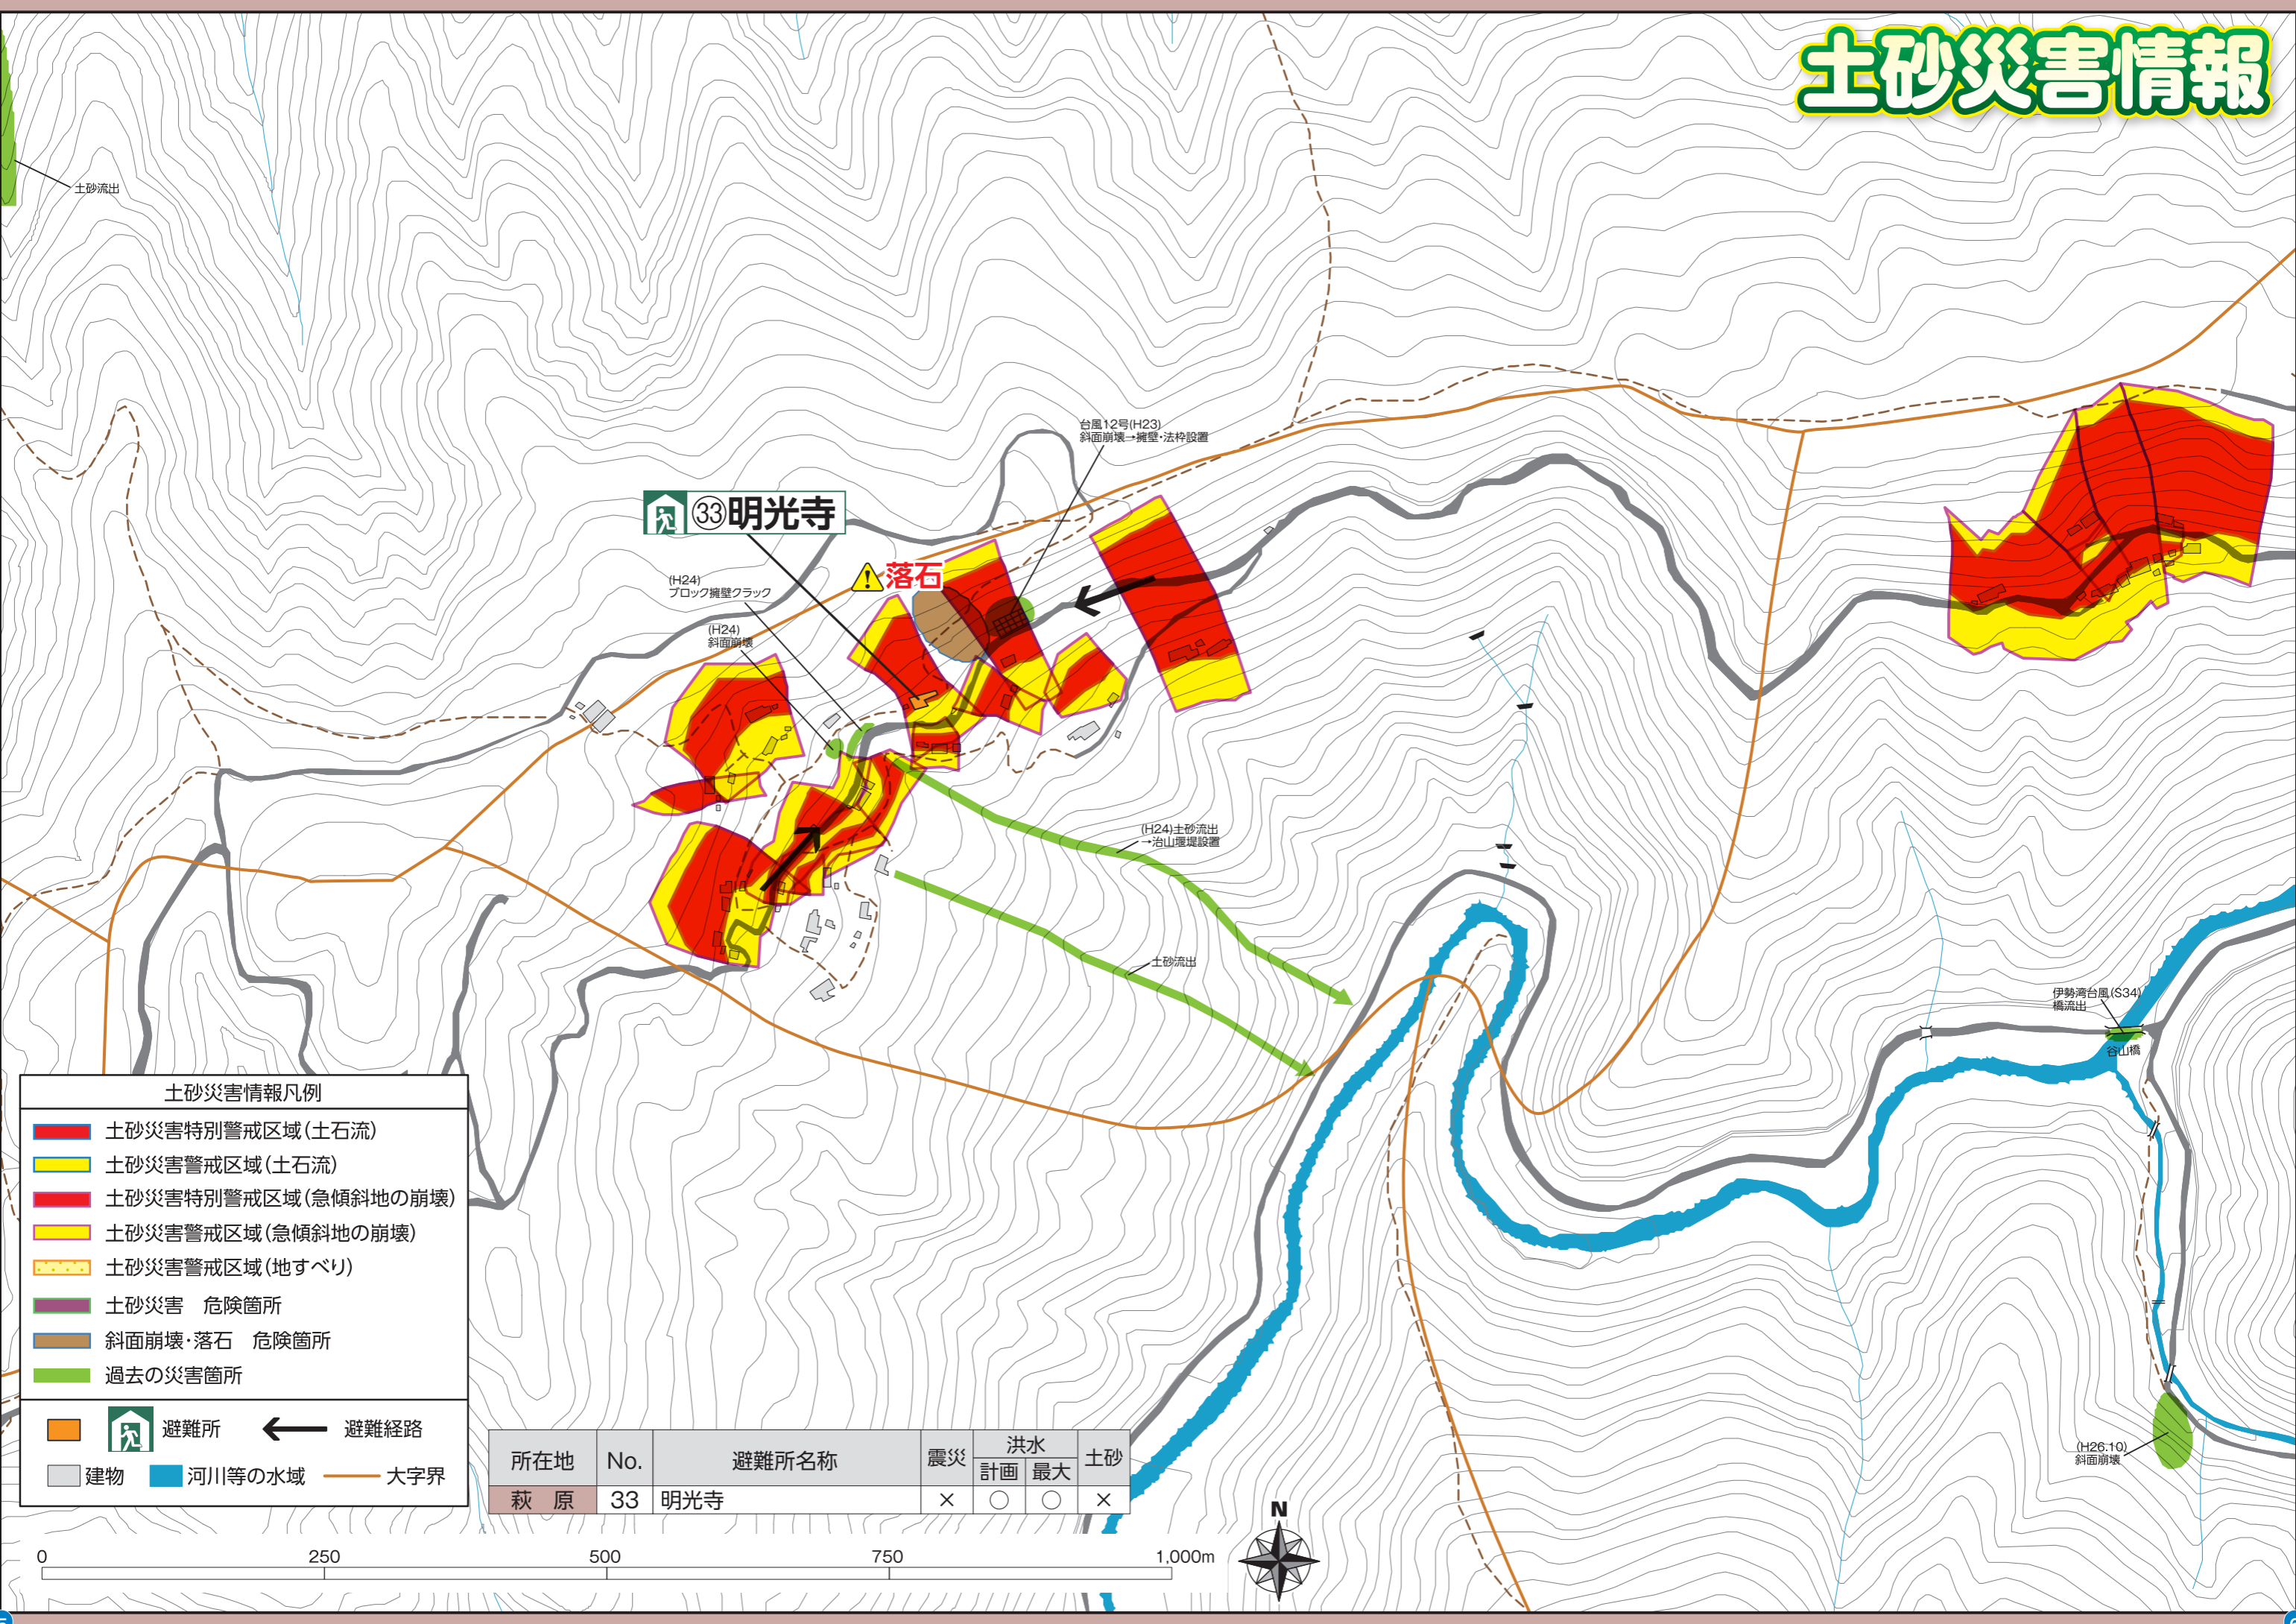 土砂災害情報
土砂流出
台風12号(H23)
斜面崩壊→擁壁・法枠設置
㉝明光寺
落石
(H24)
ブロック擁壁クラック
(H24)
斜面崩壊
(H24)土砂流出
→治山堰堤設置
土砂流出
伊勢湾台風(S34)
橋流出
谷山橋
(H26.10)
斜面崩壊
土砂災害情報凡例
土砂災害特別警戒区域(土石流)
土砂災害警戒区域(土石流)
土砂災害特別警戒区域(急傾斜地の崩壊)
土砂災害警戒区域(急傾斜地の崩壊)
土砂災害警戒区域(地すべり)
土砂災害　危険箇所
斜面崩壊・落石　危険箇所
過去の災害箇所
避難所 避難経路
建物 河川等の水域 大字界
所在地 No. 避難所名称 震災 洪水 土砂
計画 最大
萩　原 33 明光寺 × ○ ○ ×
N
0 250 500 750 1,000m